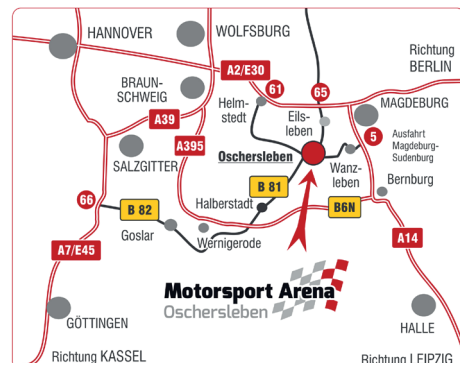 HANNOVER
WOLFSBURG
Richtung
BERLIN
A2/E30
BRAUN-
SCHWEIG
61
65
Helm-
stedt
Eils-
leben
MAGDEBURG
A39
5
Ausfahrt
Magdeburg-
Sudenburg
A395
SALZGITTER
Oschersleben
Wanz-
leben
Bernburg
66
B 82
B 81
Halberstadt
B6N
Goslar
Wernigerode
A7/E45
A14
Motorsport Arena
Oschersleben
GÖTTINGEN
HALLE
Richtung KASSEL
Richtung LEIPZIG